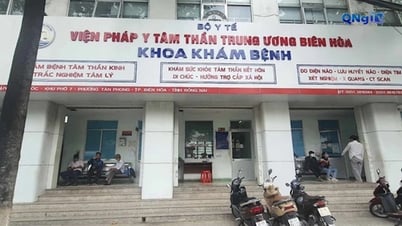 QNgTV
BỘ Y TẾ
VIỆN PHÁP Y TÂM THẦN TRUNG ƯƠNG BIÊN HÒA
KHOA KHÁM BỆNH
KHÁM BỆNH TÂM THẦN KINH
TRẮC NGHIỆM TÂM LÝ
KHÁM SỨC KHỎE TÂM THẦN KẾT HÔN
DI CHÚC - HƯỞNG TRỢ CẤP XÃ HỘI
ĐO ĐIỆN NÃO - LƯU HUYẾT NÃO - ĐIỆN TIM
XÉT NGHIỆM - X QUANG - CT SCAN
KHU PHỐ 7 - PHƯỜNG TÂN PHONG - TP. BIÊN HÒA - TỈNH ĐỒNG NAI